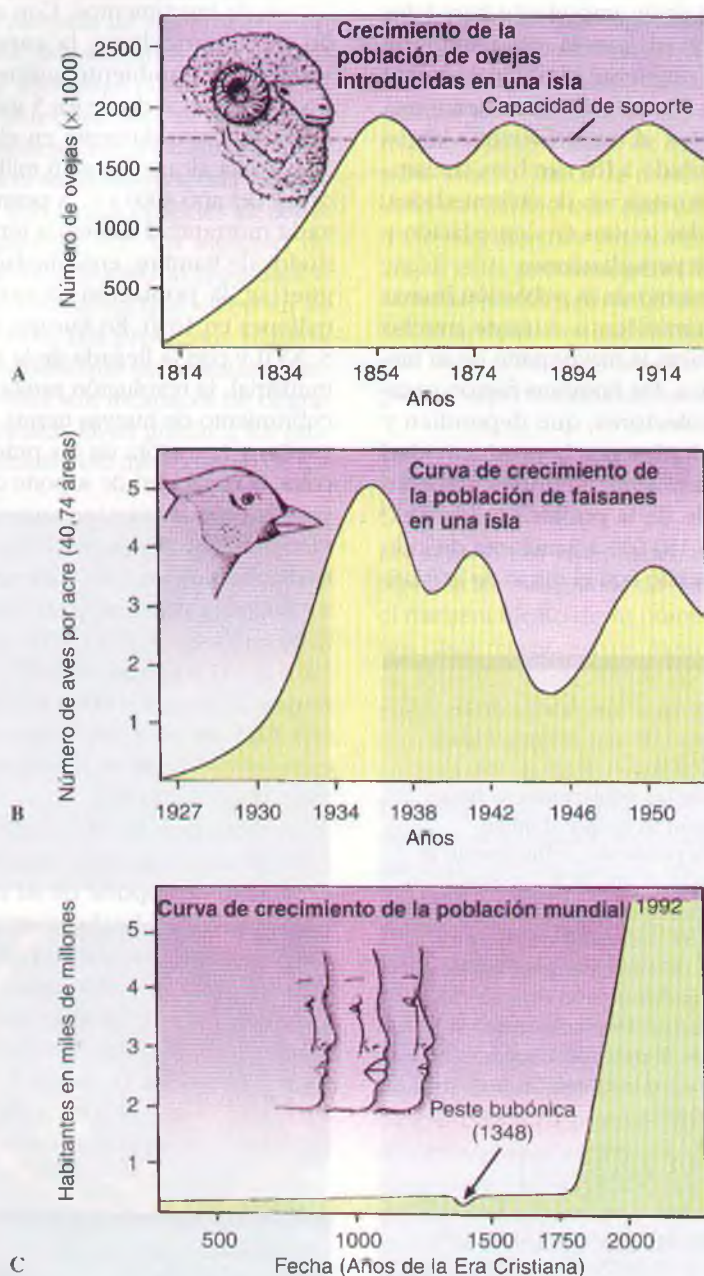 Crecimiento de la
población de ovejas
introducidas en una isla
Capacidad de soporte
Número de ovejas (× 1000)
2500
2000
1500
1000
500
1814
1834
1854
1874
1894
1914
Años
Curva de crecimiento de
la población de faisanes
en una isla
Número de aves por acre (40,74 áreas)
5
4
3
2
1
1927
1930
1934
1938
1942
1946
1950
Años
B
Curva de crecimiento de la población mundial
1992
Habitantes en miles de millones
5
4
3
2
1
Peste bubónica
(1348)
500
1000
1500
1750
2000
Fecha (Años de la Era Cristiana)
C